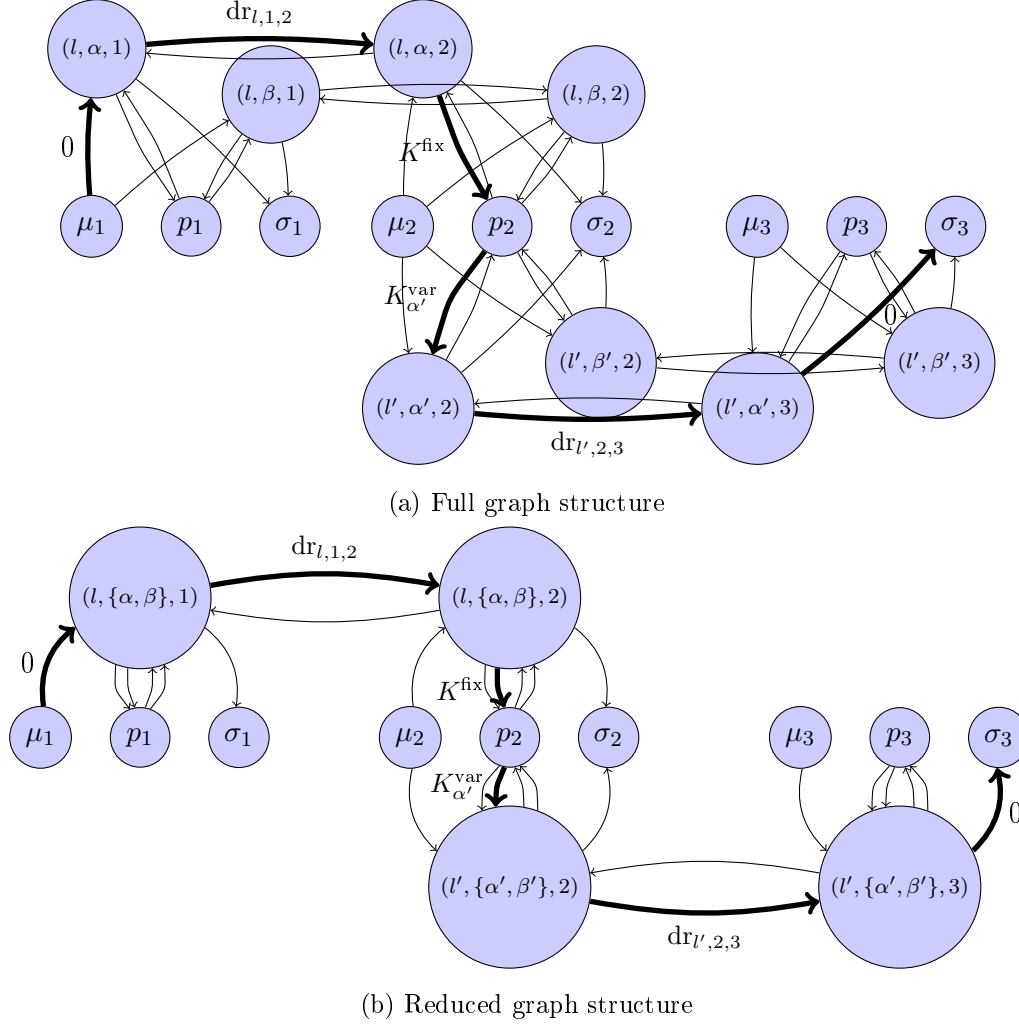 dr_{l,1,2}
(l, α, 1)
(l, α, 2)
(l, β, 1)
(l, β, 2)
0
K^{fix}
μ_1
p_1
σ_1
μ_2
p_2
σ_2
μ_3
p_3
σ_3
K^{var}_{α′}
0
(l′, β′, 2)
(l′, β′, 3)
(l′, α′, 2)
(l′, α′, 3)
dr_{l′,2,3}
(a) Full graph structure
dr_{l,1,2}
(l, {α, β}, 1)
(l, {α, β}, 2)
0
K^{fix}
μ_1
p_1
σ_1
μ_2
p_2
σ_2
μ_3
p_3
σ_3
K^{var}_{α′}
0
(l′, {α′, β′}, 2)
(l′, {α′, β′}, 3)
dr_{l′,2,3}
(b) Reduced graph structure